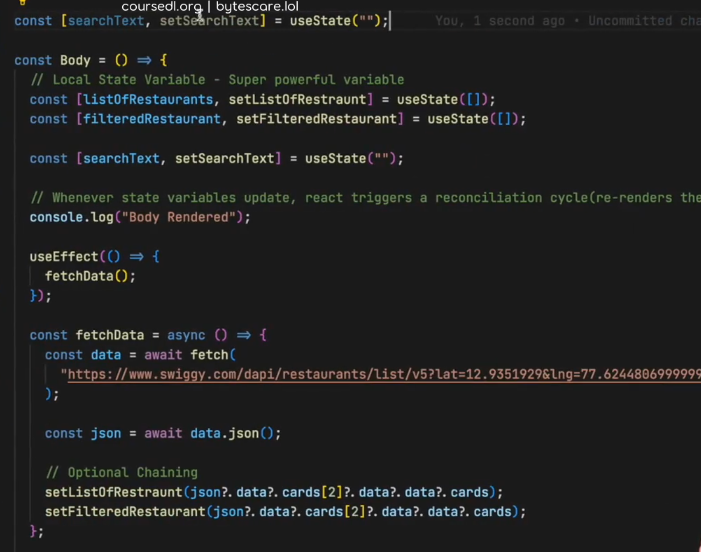 coursedl.org | bytescare.lol
const [searchText, setSearchText] = useState(""); You, 1 second ago • Uncommitted cha
const Body = () => {
// Local State Variable - Super powerful variable
const [listOfRestaurants, setListOfRestraunt] = useState([]);
const [filteredRestaurant, setFilteredRestaurant] = useState([]);
const [searchText, setSearchText] = useState("");
// Whenever state variables update, react triggers a reconciliation cycle(re-renders the
console.log("Body Rendered");
useEffect(() => {
fetchData();
});
const fetchData = async () => {
const data = await fetch(
"https://www.swiggy.com/dapi/restaurants/list/v5?lat=12.9351929&lng=77.6244806999999
);
const json = await data.json();
// Optional Chaining
setListOfRestraunt(json?.data?.cards[2]?.data?.data?.cards);
setFilteredRestaurant(json?.data?.cards[2]?.data?.data?.cards);
};